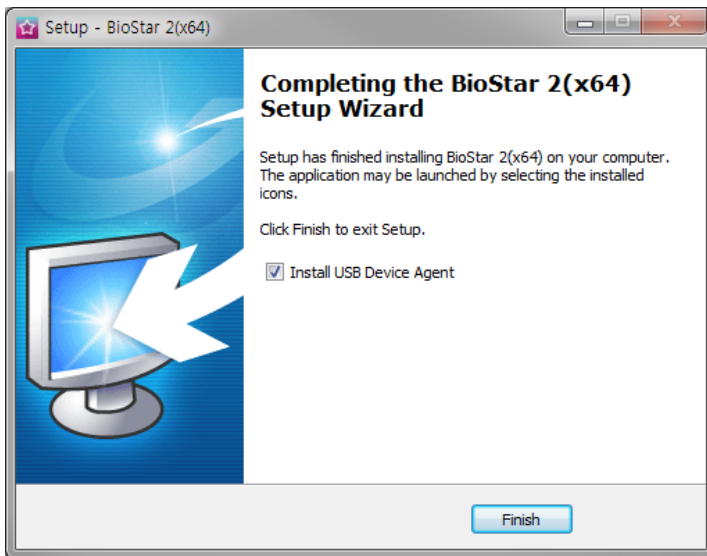 Setup - BioStar 2(x64)
Completing the BioStar 2(x64)
Setup Wizard
Setup has finished installing BioStar 2(x64) on your computer.
The application may be launched by selecting the installed
icons.
Click Finish to exit Setup.
Install USB Device Agent
Finish